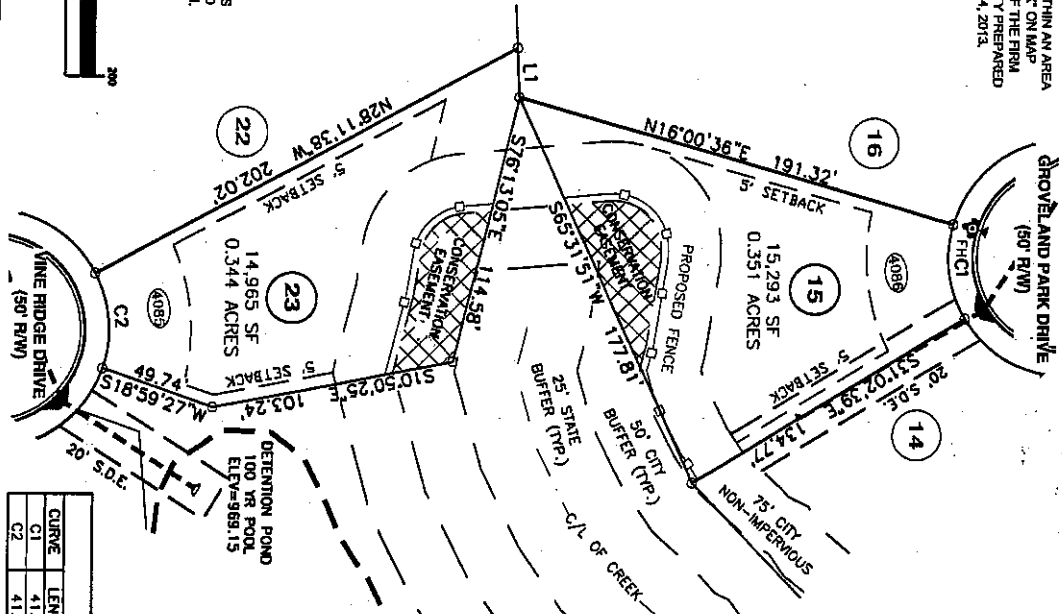 THIN AN AREA
" ON MAP
F THE FIRM
TY PREPARED
4, 2013.
GROVELAND PARK DRIVE
(50' R/W)
FHC1
16
N16°00'36"E 191.32'
5' SETBACK
4086
15
15,293 SF
0.351 ACRES
5' SETBACK
S31°02'39"E
134.77'
20' S.D.E.
14
PROPOSED FENCE
CONSERVATION
EASEMENT
S65°31'51"W 177.81'
75' CITY
NON-IMPERVIOUS
50' CITY
BUFFER (TYP.)
25' STATE
BUFFER (TYP.)
C/L OF CREEK
L1
S76°13'05"E 114.58'
CONSERVATION
EASEMENT
N28°11'38"W
202.02'
22
5' SETBACK
23
14,965 SF
0.344 ACRES
4085
5' SETBACK
S10°50'25"E
103.24'
49.74'
S18°59'27"W
C2
VINE RIDGE DRIVE
(50' R/W)
20' S.D.E.
DETENTION POND
100 YR POOL
ELEV=969.15
200
CURVE LEN
C1 41.
C2 41.